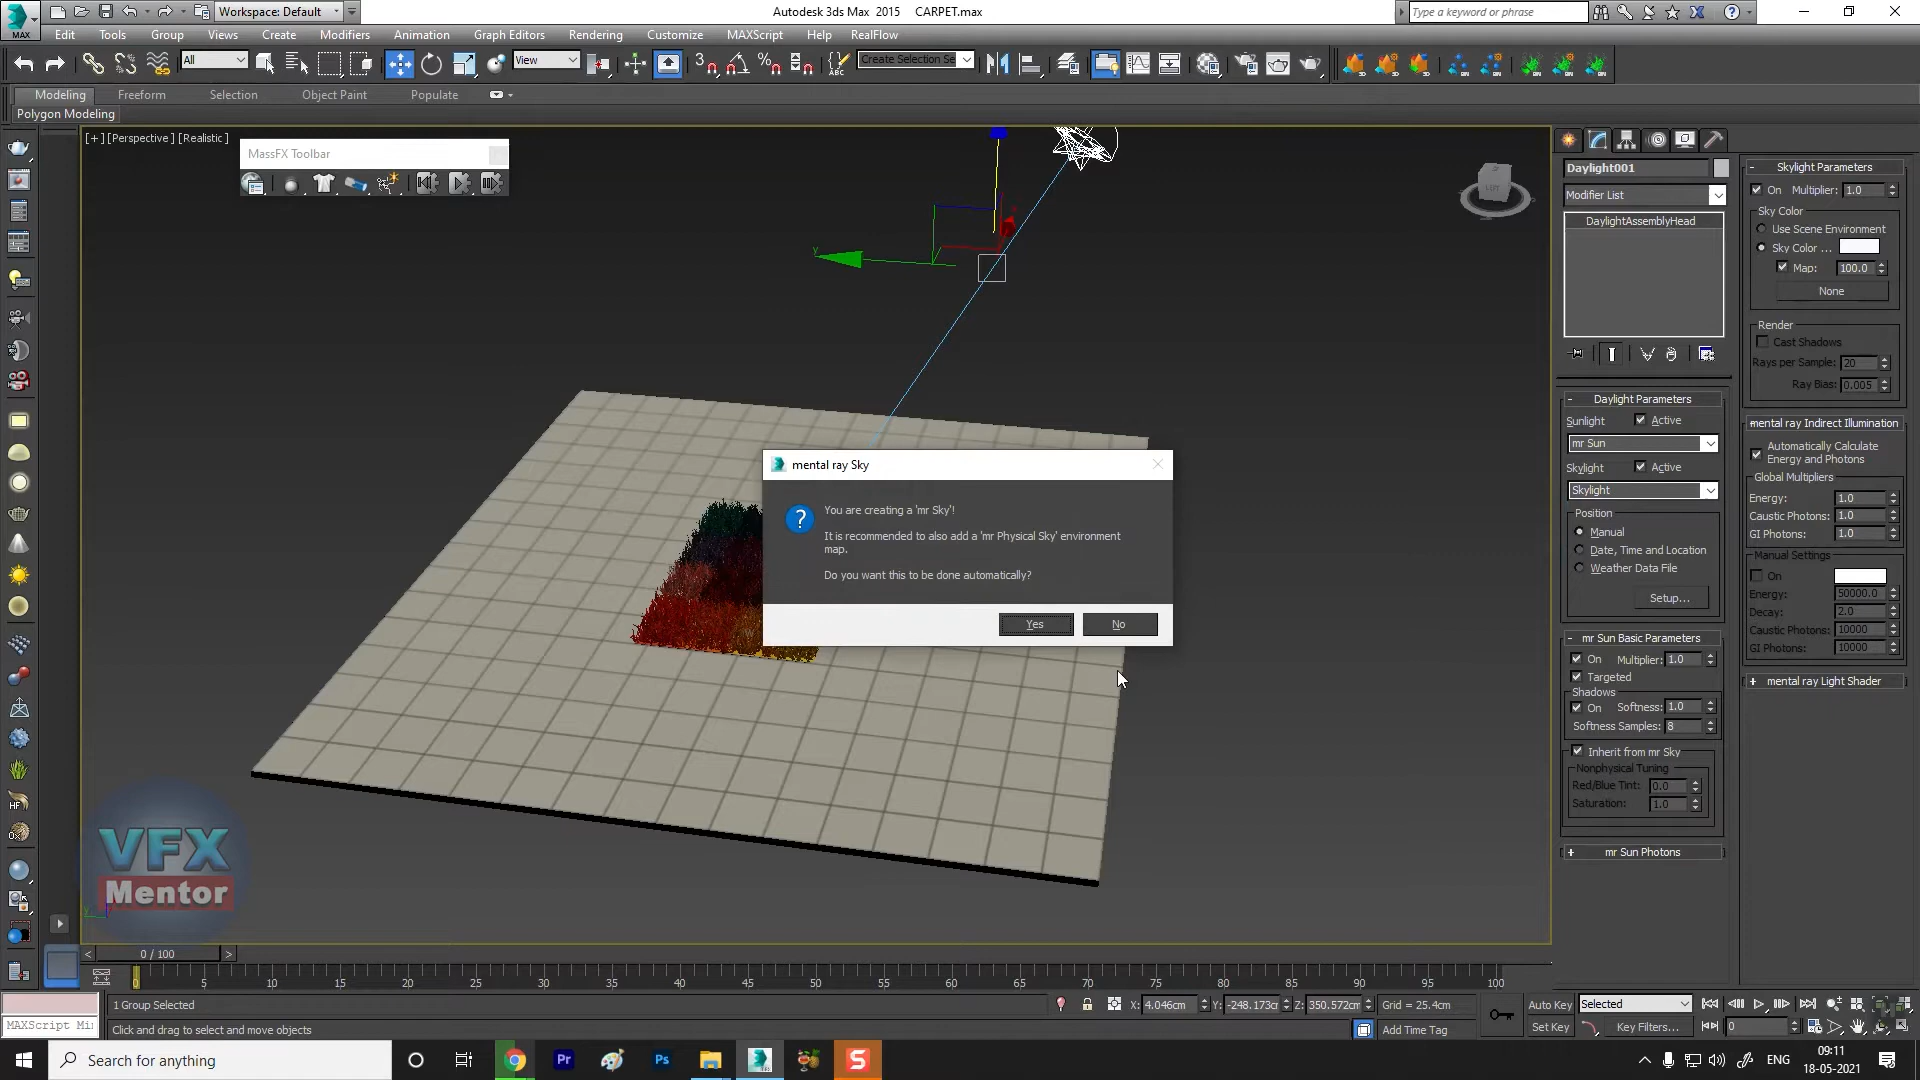 Workspace: Default
Autodesk 3ds Max 2015 CARPET.max
Type a keyword or phrase
MAX
Edit Tools Group Views Create Modifiers Animation Graph Editors Rendering Customize MAXScript Help RealFlow
All
View
Create Selection Se
Modeling Freeform Selection Object Paint Populate
Polygon Modeling
[+] [Perspective] [Realistic]
MassFX Toolbar
mental ray Sky
You are creating a 'mr Sky'!
It is recommended to also add a 'mr Physical Sky' environment
map.
Do you want this to be done automatically?
Yes
No
Daylight001
Modifier List
DaylightAssemblyHead
- Daylight Parameters
Sunlight Active
mr Sun
Skylight Active
Skylight
Position
Manual
Date, Time and Location
Weather Data File
Setup...
- mr Sun Basic Parameters
On Multiplier: 1.0
Targeted
Shadows
On Softness: 1.0
Softness Samples: 8
Inherit from mr Sky
Nonphysical Tuning
Red/Blue Tint: 0.0
Saturation: 1.0
+ mr Sun Photons
- Skylight Parameters
On Multiplier: 1.0
Sky Color
Use Scene Environment
Sky Color ...
Map: 100.0
None
Render
Cast Shadows
Rays per Sample: 20
Ray Bias: 0.005
mental ray Indirect Illumination
Automatically Calculate
Energy and Photons
Global Multipliers
Energy: 1.0
Caustic Photons: 1.0
GI Photons: 1.0
Manual Settings
On
Energy: 50000.0
Decay: 2.0
Caustic Photons: 10000
GI Photons: 10000
+ mental ray Light Shader
VFX
Mentor
HF
< 0 / 100 >
0 5 10 15 20 25 30 35 40 45 50 55 60 65 70 75 80 85 90 95 100
1 Group Selected
X: 4.046cm Y: -248.173cm Z: 350.572cm Grid = 25.4cm
Auto Key Selected
MAXScript Mi
Click and drag to select and move objects
Add Time Tag
Set Key Key Filters... 0
Search for anything
Pr
Ps
S
ENG
09:11
18-05-2021